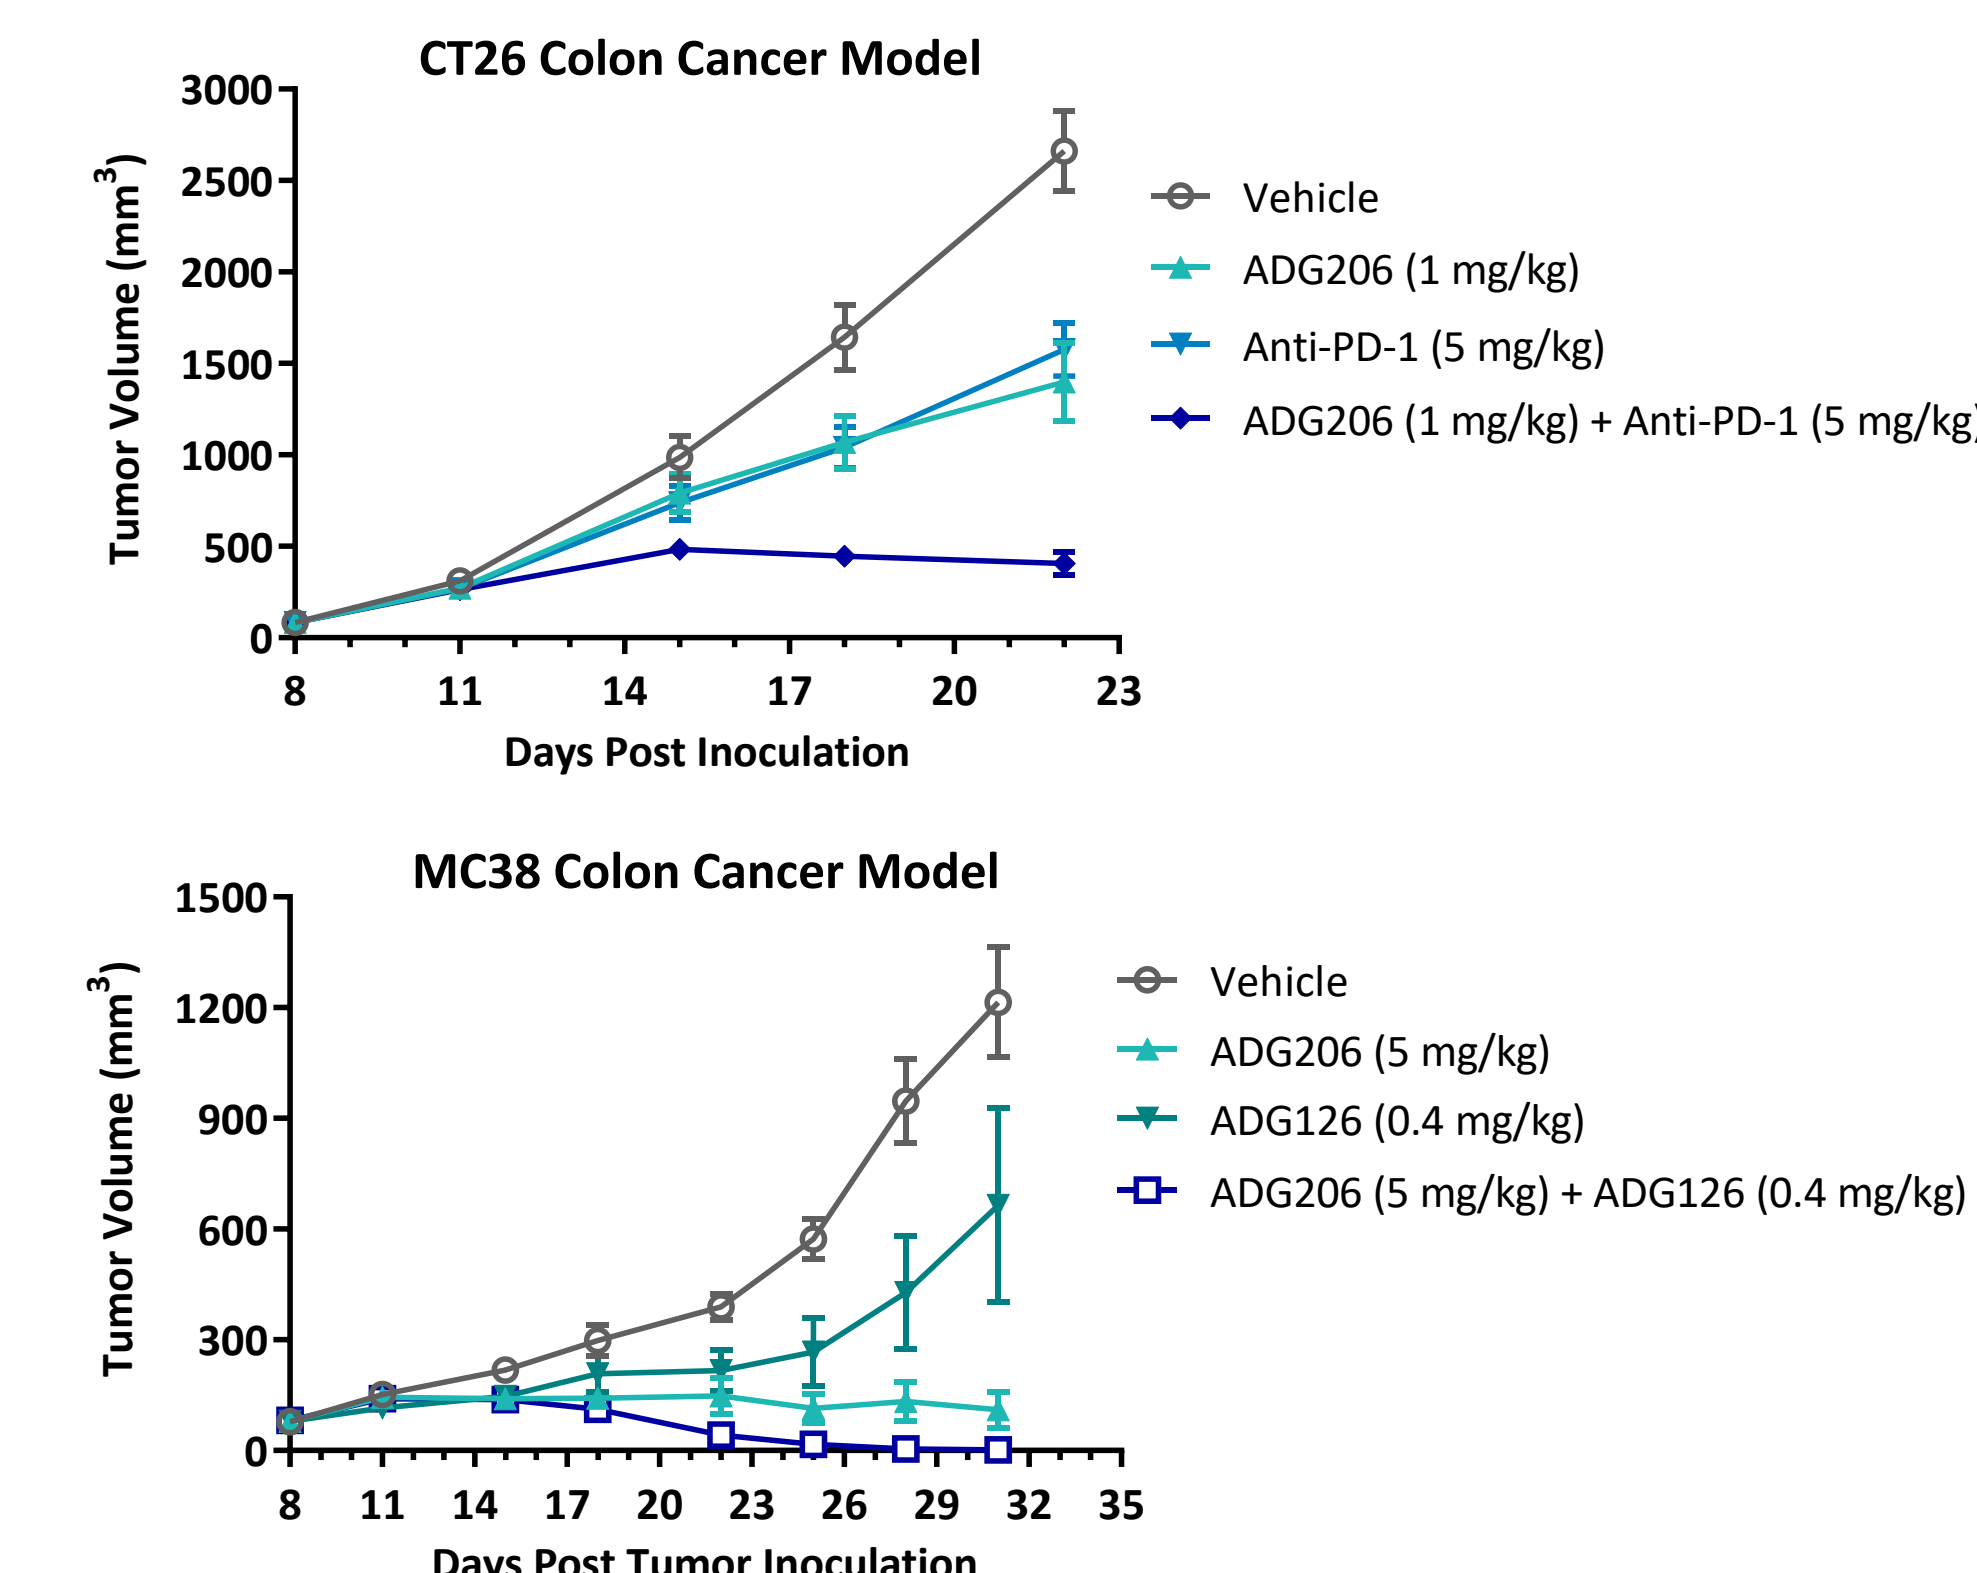 CT26 Colon Cancer Model
3000
2500
2000
1500
1000
500
0
Tumor Volume (mm³)
8 11 14 17 20 23
Days Post Inoculation
Vehicle
ADG206 (1 mg/kg)
Anti-PD-1 (5 mg/kg)
ADG206 (1 mg/kg) + Anti-PD-1 (5 mg/kg)
MC38 Colon Cancer Model
1500
1200
900
600
300
0
Tumor Volume (mm³)
8 11 14 17 20 23 26 29 32 35
Days Post Tumor Inoculation
Vehicle
ADG206 (5 mg/kg)
ADG126 (0.4 mg/kg)
ADG206 (5 mg/kg) + ADG126 (0.4 mg/kg)